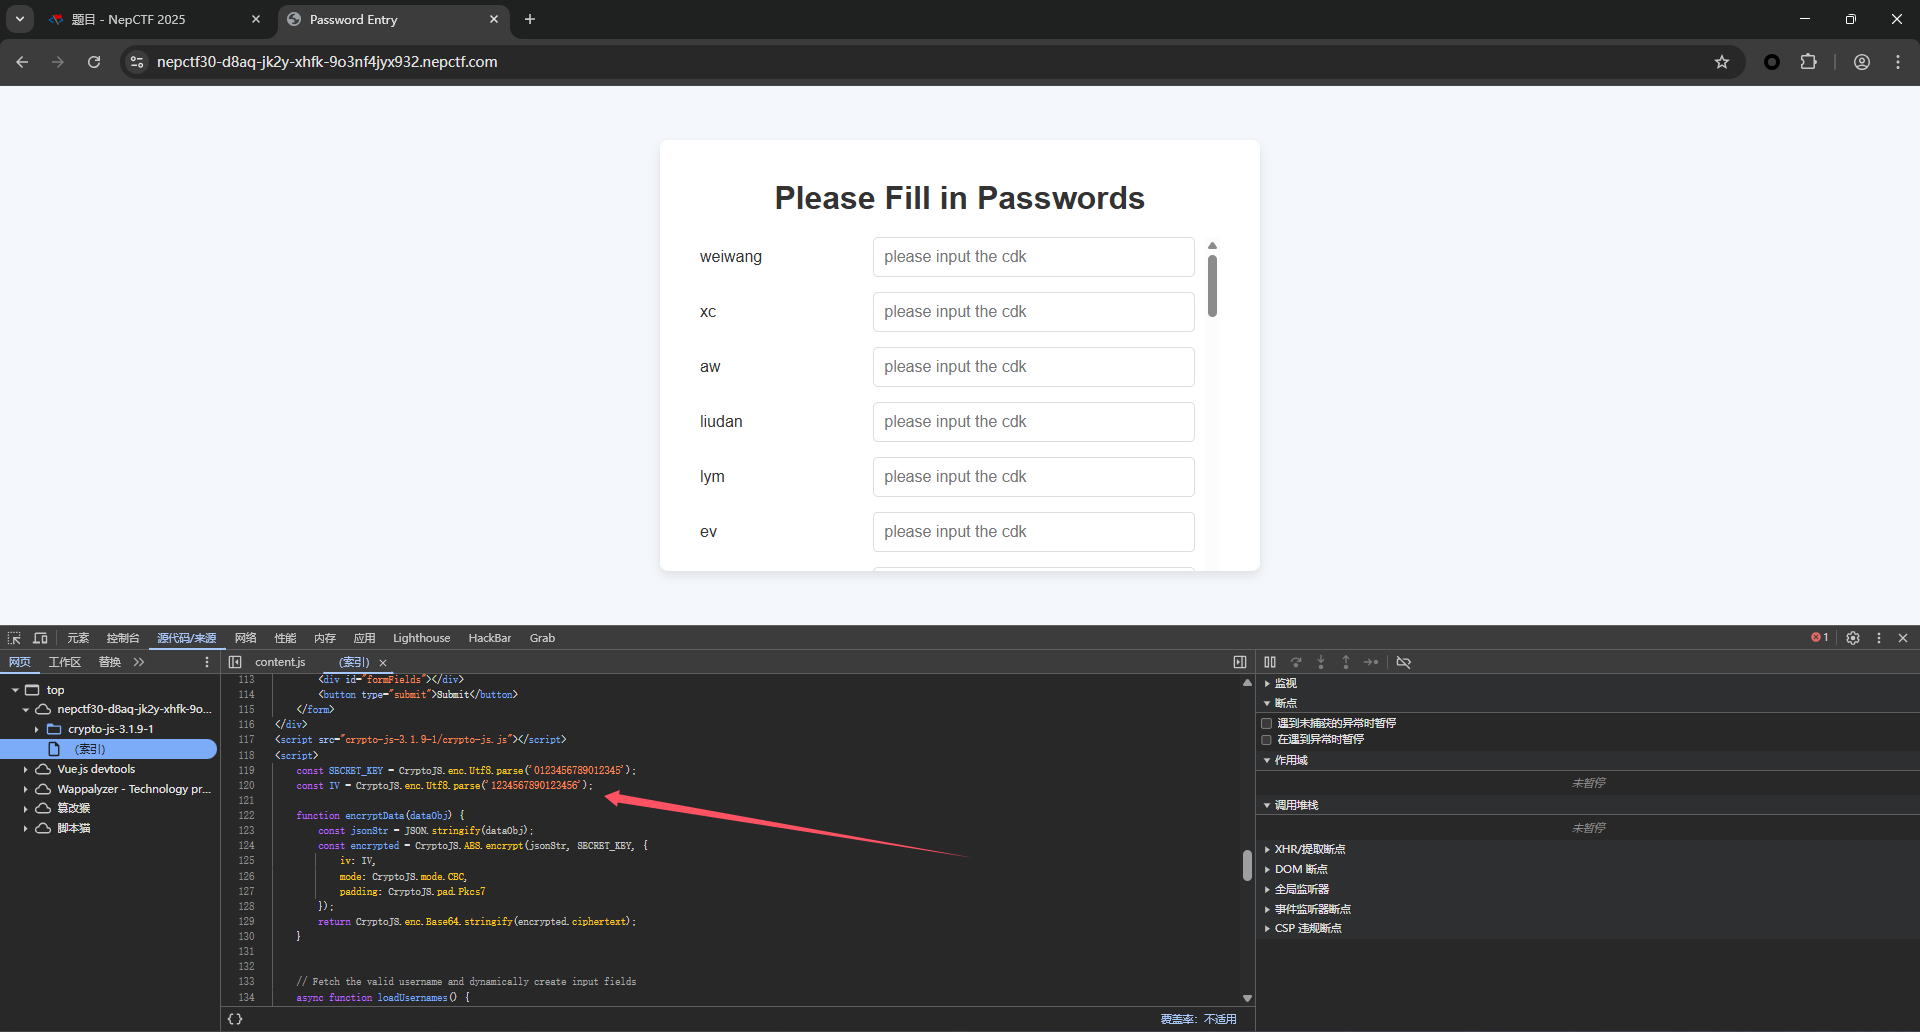 题目 - NepCTF 2025
Password Entry
nepctf30-d8aq-jk2y-xhfk-9o3nf4jyx932.nepctf.com
Please Fill in Passwords
weiwang please input the cdk
xc please input the cdk
aw please input the cdk
liudan please input the cdk
lym please input the cdk
ev please input the cdk
元素 控制台 源代码/来源 网络 性能 内存 应用 Lighthouse HackBar Grab 1
网页 工作区 替换 content.js (索引)
top
nepctf30-d8aq-jk2y-xhfk-9o...
crypto-js-3.1.9-1
(索引)
Vue.js devtools
Wappalyzer - Technology pr...
篡改猴
脚本猫
113 <div id="formFields"></div>
114 <button type="submit">Submit</button>
115 </form>
116 </div>
117 <script src="crypto-js-3.1.9-1/crypto-js.js"></script>
118 <script>
119 const SECRET_KEY = CryptoJS.enc.Utf8.parse('0123456789012345');
120 const IV = CryptoJS.enc.Utf8.parse('1234567890123456');
121
122 function encryptData(dataObj) {
123 const jsonStr = JSON.stringify(dataObj);
124 const encrypted = CryptoJS.AES.encrypt(jsonStr, SECRET_KEY, {
125 iv: IV,
126 mode: CryptoJS.mode.CBC,
127 padding: CryptoJS.pad.Pkcs7
128 });
129 return CryptoJS.enc.Base64.stringify(encrypted.ciphertext);
130 }
131
132
133 // Fetch the valid username and dynamically create input fields
134 async function loadUsernames() {
{}
覆盖率：不适用
监视
断点
遇到未捕获的异常时暂停
在遇到异常时暂停
作用域
未暂停
调用堆栈
未暂停
XHR/提取断点
DOM 断点
全局监听器
事件监听器断点
CSP 违规断点